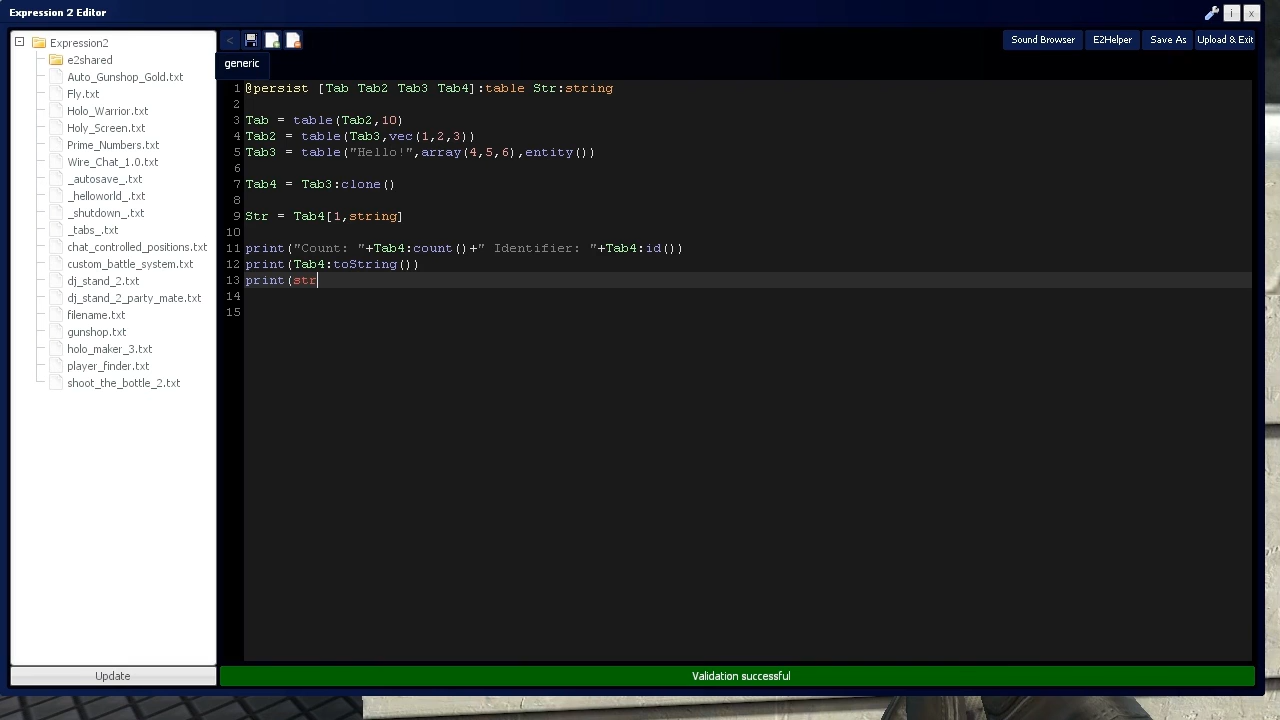 Expression 2 Editor
i
x
Expression2
e2shared
Auto_Gunshop_Gold.txt
Fly.txt
Holo_Warrior.txt
Holy_Screen.txt
Prime_Numbers.txt
Wire_Chat_1.0.txt
_autosave_.txt
_helloworld_.txt
_shutdown_.txt
_tabs_.txt
chat_controlled_positions.txt
custom_battle_system.txt
dj_stand_2.txt
dj_stand_2_party_mate.txt
filename.txt
gunshop.txt
holo_maker_3.txt
player_finder.txt
shoot_the_bottle_2.txt
Update
<
Sound Browser
E2Helper
Save As
Upload & Exit
generic
1 @persist [Tab Tab2 Tab3 Tab4]:table Str:string
2
3 Tab = table(Tab2,10)
4 Tab2 = table(Tab3,vec(1,2,3))
5 Tab3 = table("Hello!",array(4,5,6),entity())
6
7 Tab4 = Tab3:clone()
8
9 Str = Tab4[1,string]
10
11 print("Count: "+Tab4:count()+" Identifier: "+Tab4:id())
12 print(Tab4:toString())
13 print(str
14
15
Validation successful